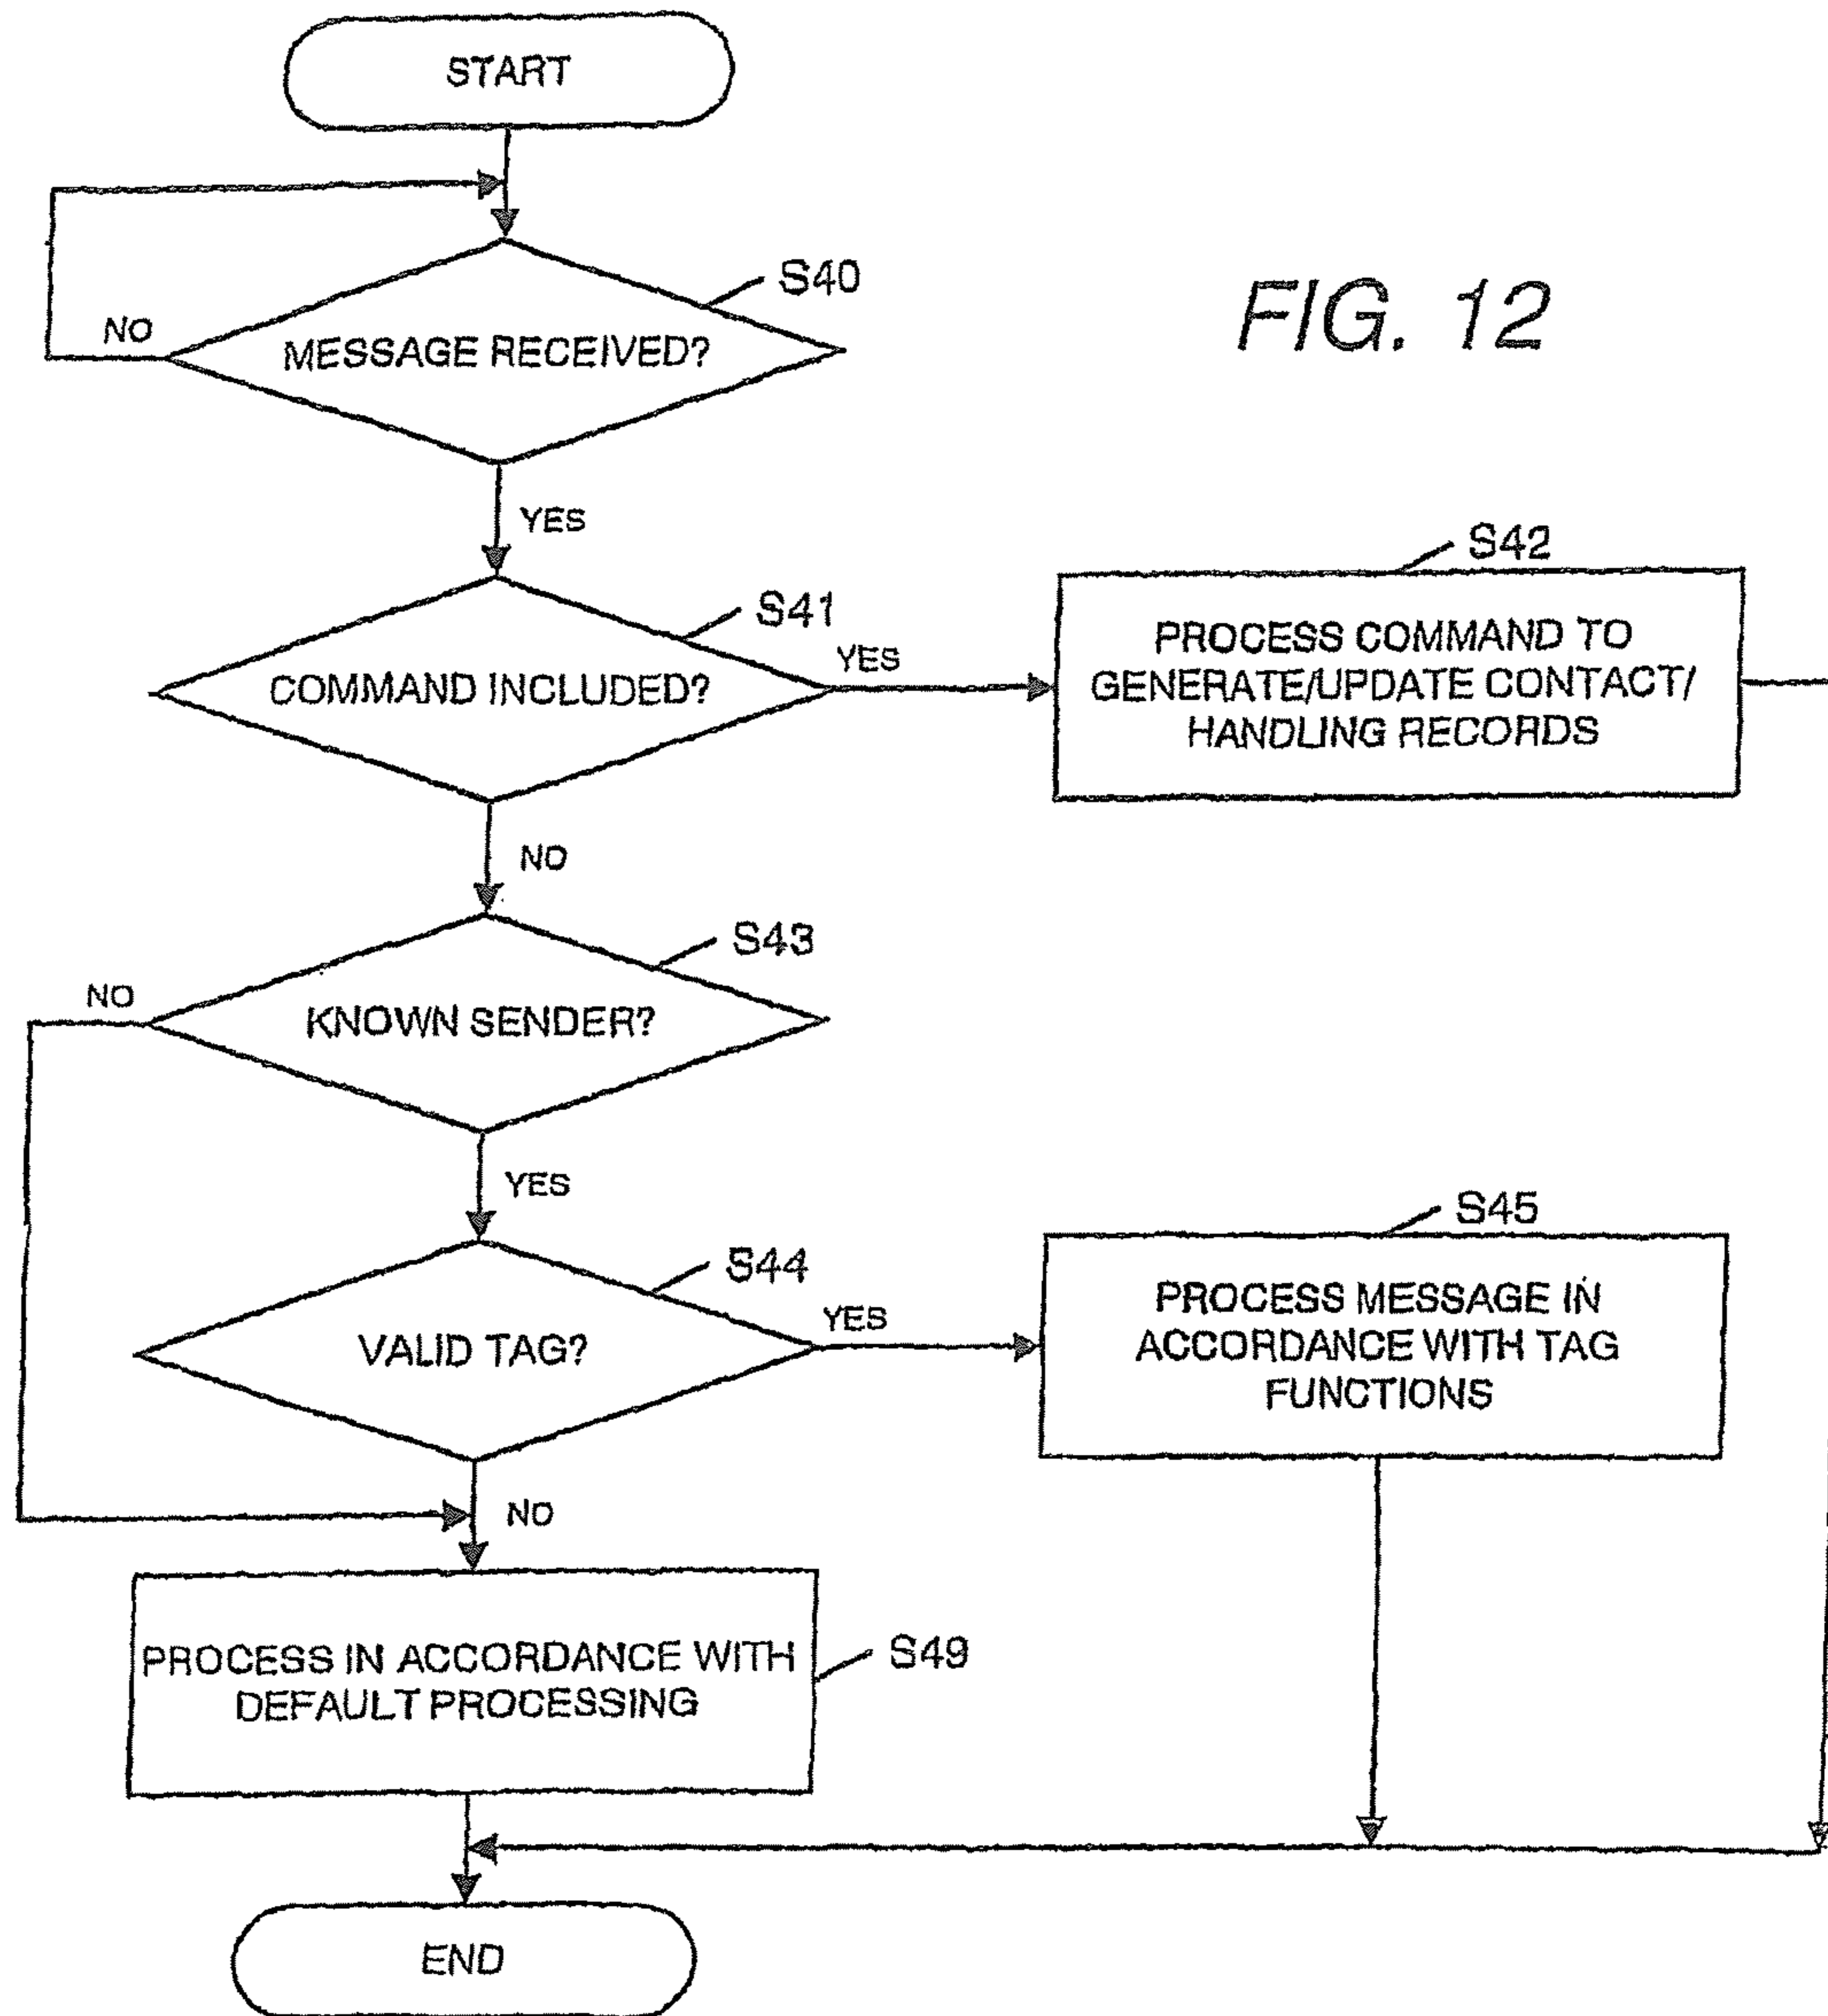 START
S40
FIG. 12
NO
MESSAGE RECEIVED?
YES
S42
S41
PROCESS COMMAND TO
GENERATE/UPDATE CONTACT/
HANDLING RECORDS
YES
COMMAND INCLUDED?
NO
S43
NO
KNOWN SENDER?
YES
S45
S44
PROCESS MESSAGE IN
ACCORDANCE WITH TAG
FUNCTIONS
YES
VALID TAG?
NO
PROCESS IN ACCORDANCE WITH
DEFAULT PROCESSING
S49
END